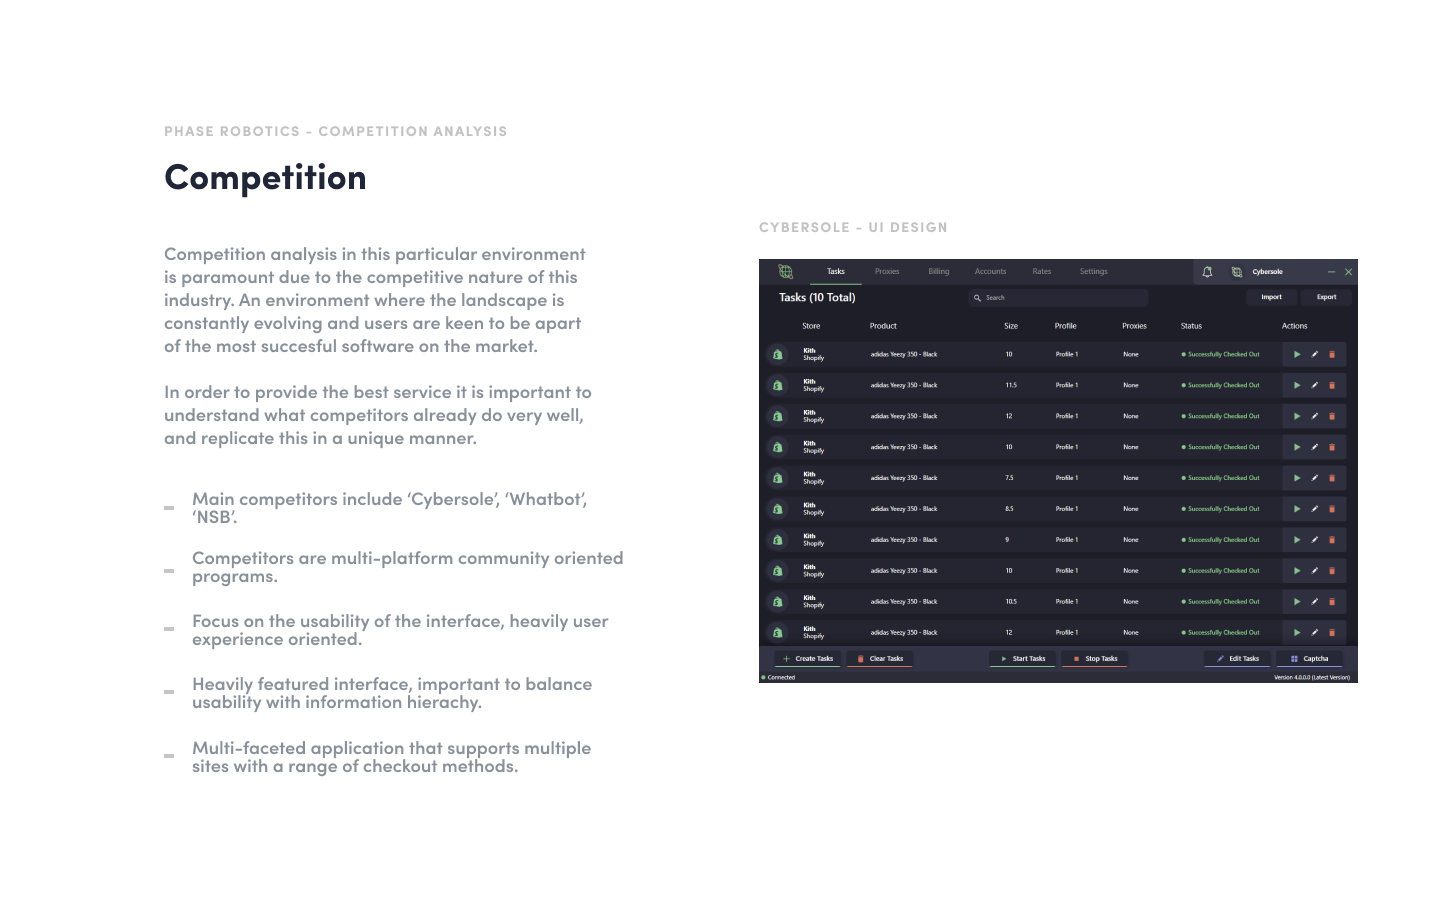 PHASE ROBOTICS - COMPETITION ANALYSIS
Competition
Competition analysis in this particular environment
is paramount due to the competitive nature of this
industry. An environment where the landscape is
constantly evolving and users are keen to be apart
of the most succesful software on the market.
In order to provide the best service it is important to
understand what competitors already do very well,
and replicate this in a unique manner.
Main competitors include ‘Cybersole’, ‘Whatbot’,
‘NSB’.
Competitors are multi-platform community oriented
programs.
Focus on the usability of the interface, heavily user
experience oriented.
Heavily featured interface, important to balance
usability with information hierachy.
Multi-faceted application that supports multiple
sites with a range of checkout methods.
CYBERSOLE - UI DESIGN
Tasks Proxies Billing Accounts Rates Settings Cybersole
Tasks (10 Total) Search Import Export
Store Product Size Profile Proxies Status Actions
Kith
Shopify adidas Yeezy 350 - Black 10 Profile 1 None Successfully Checked Out
Kith
Shopify adidas Yeezy 350 - Black 11.5 Profile 1 None Successfully Checked Out
Kith
Shopify adidas Yeezy 350 - Black 12 Profile 1 None Successfully Checked Out
Kith
Shopify adidas Yeezy 350 - Black 10 Profile 1 None Successfully Checked Out
Kith
Shopify adidas Yeezy 350 - Black 7.5 Profile 1 None Successfully Checked Out
Kith
Shopify adidas Yeezy 350 - Black 8.5 Profile 1 None Successfully Checked Out
Kith
Shopify adidas Yeezy 350 - Black 9 Profile 1 None Successfully Checked Out
Kith
Shopify adidas Yeezy 350 - Black 10 Profile 1 None Successfully Checked Out
Kith
Shopify adidas Yeezy 350 - Black 10.5 Profile 1 None Successfully Checked Out
Kith
Shopify adidas Yeezy 350 - Black 12 Profile 1 None Successfully Checked Out
Create Tasks Clear Tasks Start Tasks Stop Tasks Edit Tasks Captcha
Connected Version 4.0.0.0 (Latest Version)